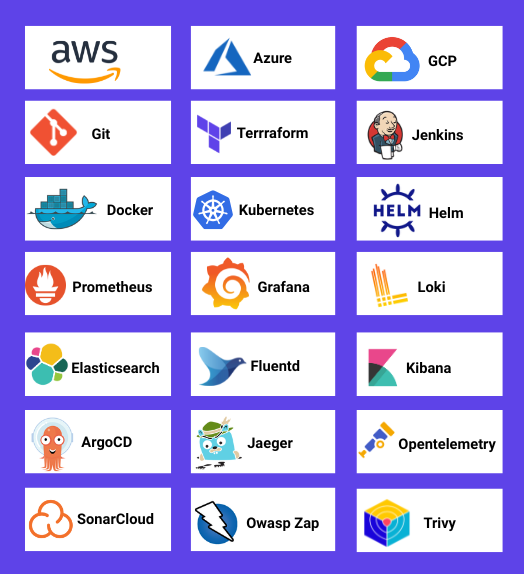 aws
Azure
GCP
Git
Terrraform
Jenkins
Docker
Kubernetes
HELM Helm
Prometheus
Grafana
Loki
Elasticsearch
Fluentd
Kibana
ArgoCD
Jaeger
Opentelemetry
SonarCloud
Owasp Zap
Trivy